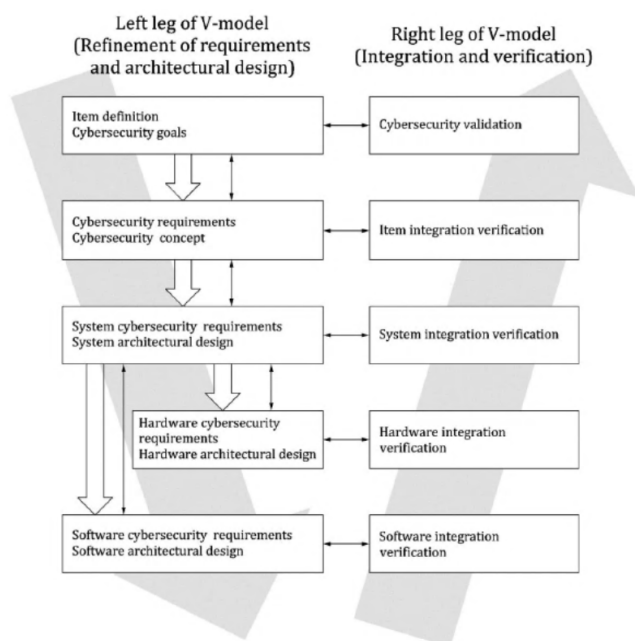 Left leg of V-model
(Refinement of requirements
and architectural design)
Right leg of V-model
(Integration and verification)
Item definition
Cybersecurity goals
Cybersecurity validation
Cybersecurity requirements
Cybersecurity concept
Item integration verification
System cybersecurity requirements
System architectural design
System integration verification
Hardware cybersecurity
requirements
Hardware architectural design
Hardware integration
verification
Software cybersecurity requirements
Software architectural design
Software integration
verification